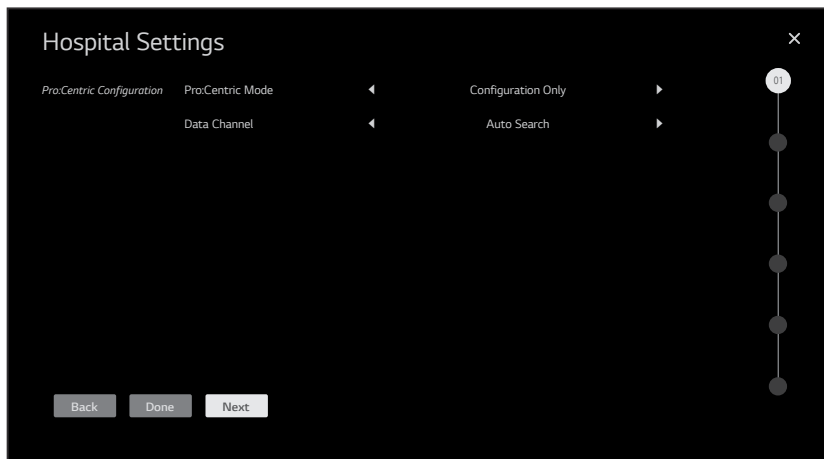 Hospital Settings
Pro:Centric Configuration Pro:Centric Mode Configuration Only
01
Data Channel Auto Search
Back Done Next